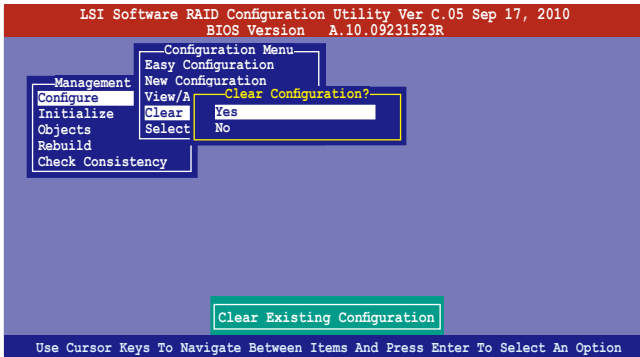 LSI Software RAID Configuration Utility Ver C.05 Sep 17, 2010
BIOS Version A.10.09231523R
Configuration Menu
Easy Configuration
New Configuration
View/A
Clear
Select
Management
Configure
Initialize
Objects
Rebuild
Check Consistency
Clear Configuration?
Yes
No
Clear Existing Configuration
Use Cursor Keys To Navigate Between Items And Press Enter To Select An Option